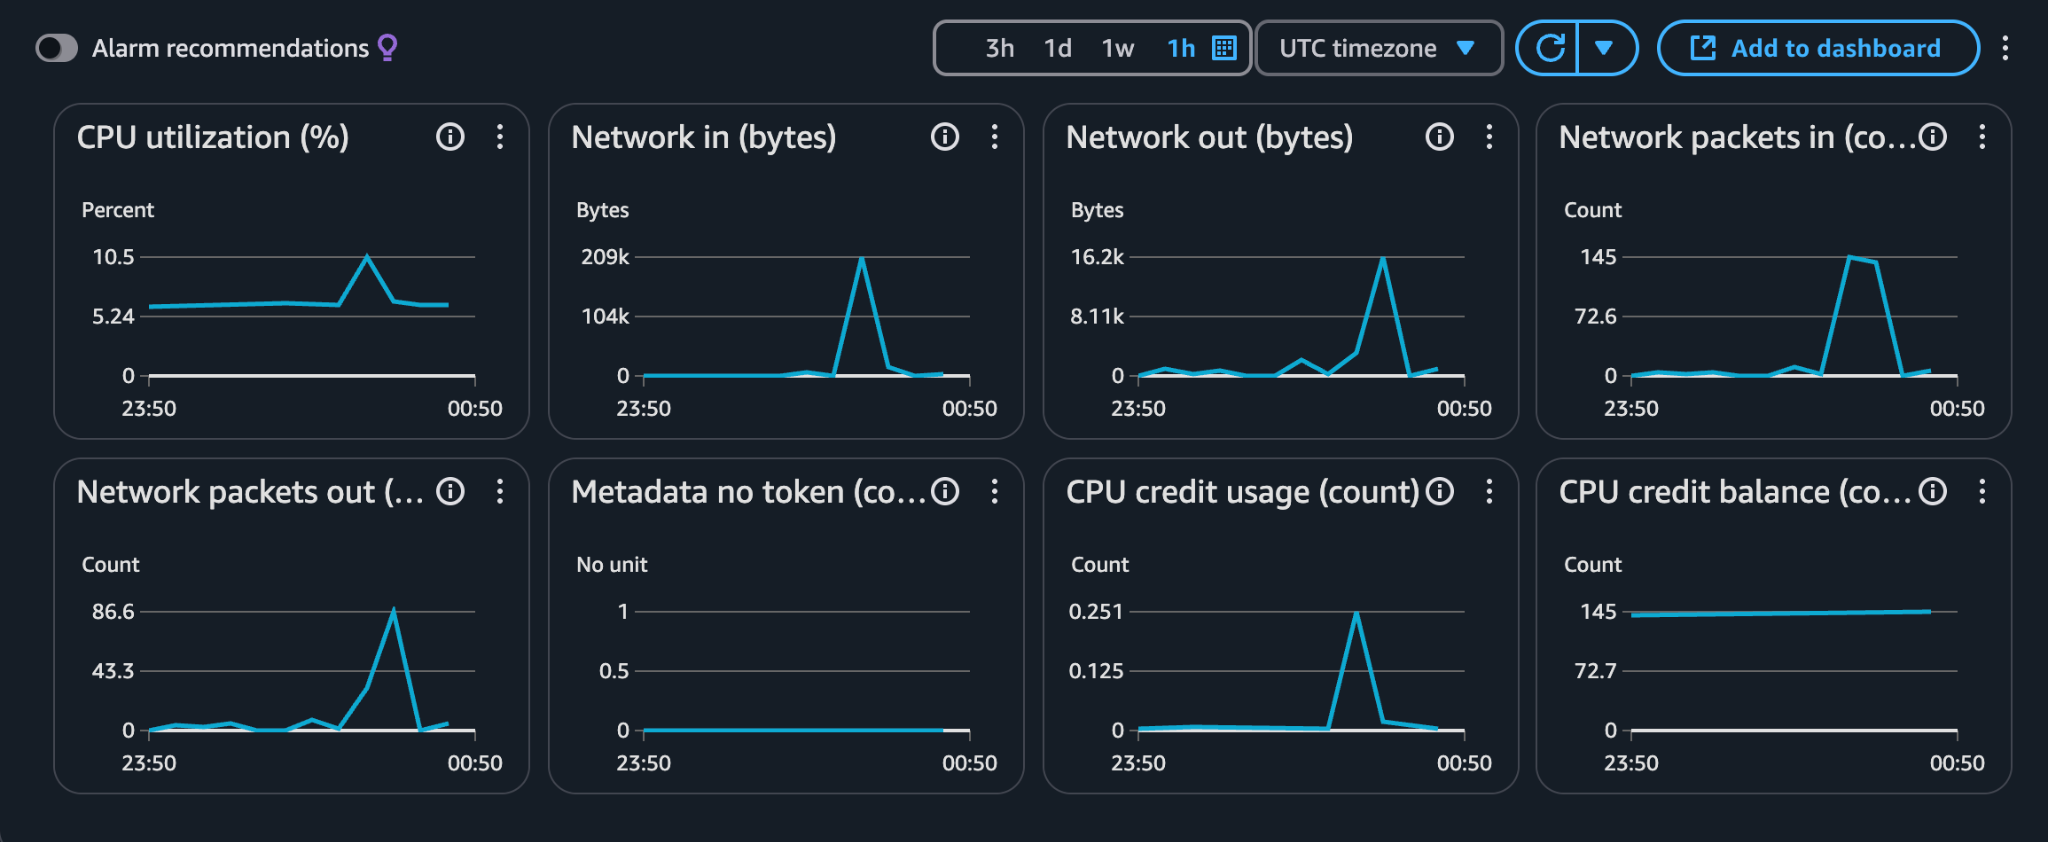 Alarm recommendations
3h 1d 1w 1h
UTC timezone
Add to dashboard
CPU utilization (%)
Percent
10.5
5.24
0
23:50 00:50
Network in (bytes)
Bytes
209k
104k
0
23:50 00:50
Network out (bytes)
Bytes
16.2k
8.11k
0
23:50 00:50
Network packets in (co...
Count
145
72.6
0
23:50 00:50
Network packets out (...
Count
86.6
43.3
0
23:50 00:50
Metadata no token (co...
No unit
1
0.5
0
23:50 00:50
CPU credit usage (count)
Count
0.251
0.125
0
23:50 00:50
CPU credit balance (co...
Count
145
72.7
0
23:50 00:50